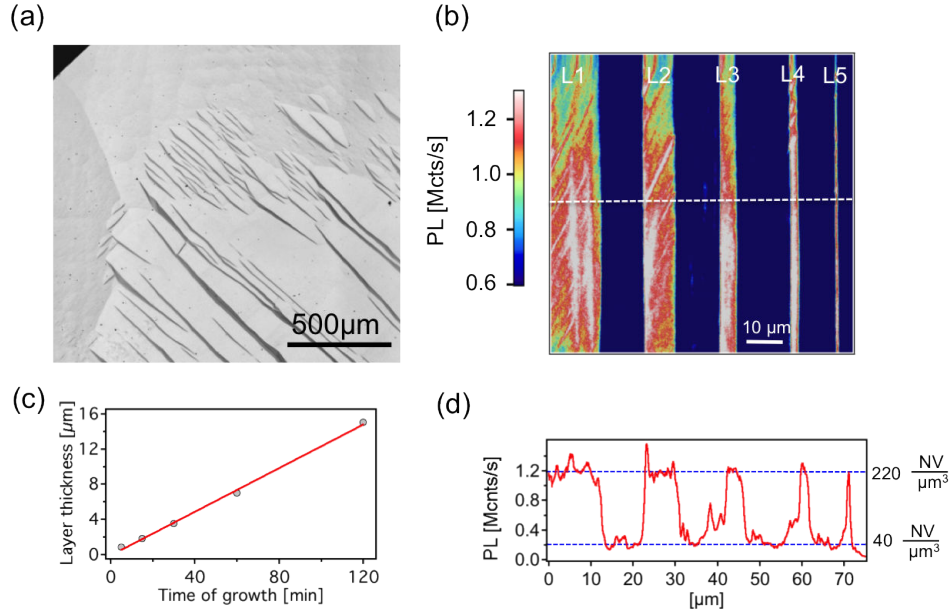 (a)
500µm
(b)
PL [Mcts/s]
1.2
1.0
0.8
0.6
L1 L2 L3 L4 L5
10 µm
(c)
Layer thickness [µm]
16
12
8
4
0
0 40 60 80 120
Time of growth [min]
(d)
PL [Mcnts/s]
1.2
0.8
0.4
0.0
0 10 20 30 40 50 60 70
[µm]
220 NV/µm³
40 NV/µm³